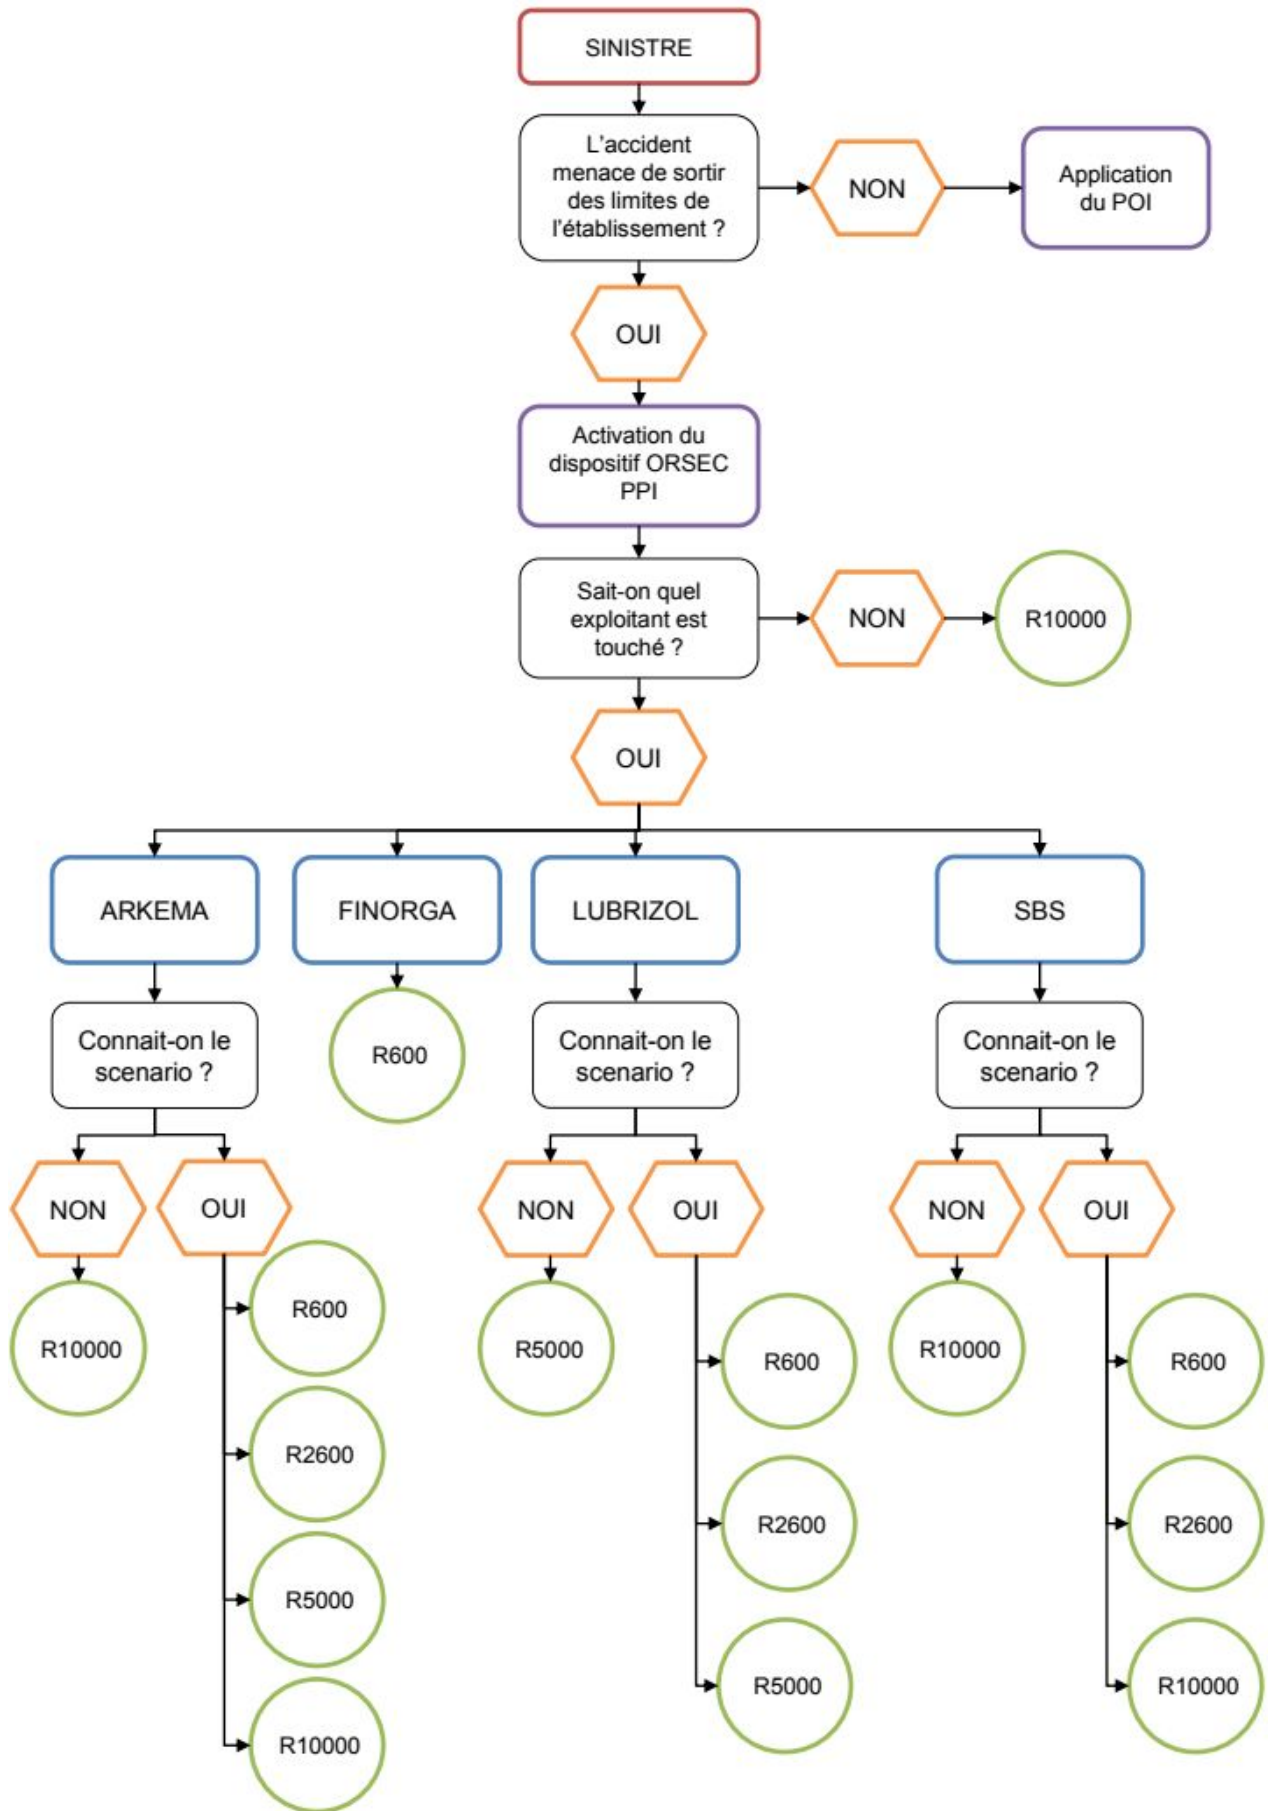 SINISTRE
L'accident
menace de sortir
des limites de
l'établissement ?
NON
Application
du POI
OUI
Activation du
dispositif ORSEC
PPI
Sait-on quel
exploitant est
touché ?
NON
R10000
OUI
ARKEMA
FINORGA
LUBRIZOL
SBS
Connait-on le
scenario ?
R600
Connait-on le
scenario ?
Connait-on le
scenario ?
NON
OUI
NON
OUI
NON
OUI
R10000
R600
R2600
R5000
R10000
R5000
R600
R2600
R5000
R10000
R600
R2600
R10000